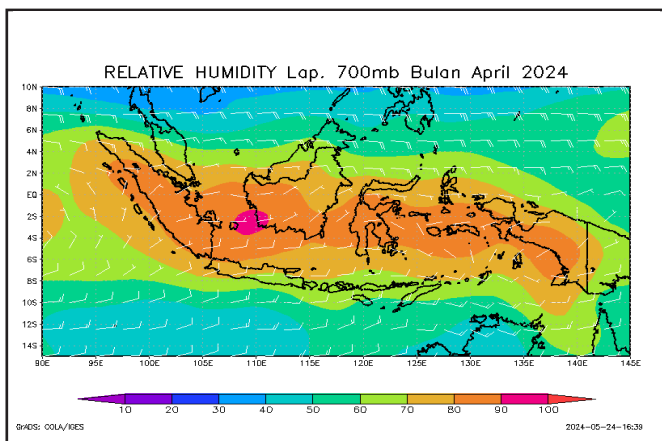 RELATIVE HUMIDITY Lap. 700mb Bulan April 2024
10N
8N
6N
4N
2N
EQ
2S
4S
6S
8S
10S
12S
14S
90E 95E 100E 105E 110E 115E 120E 125E 130E 135E 140E 145E
10 20 30 40 50 60 70 80 90 100
GrADS: COLA/IGES 2024-05-24-16:39